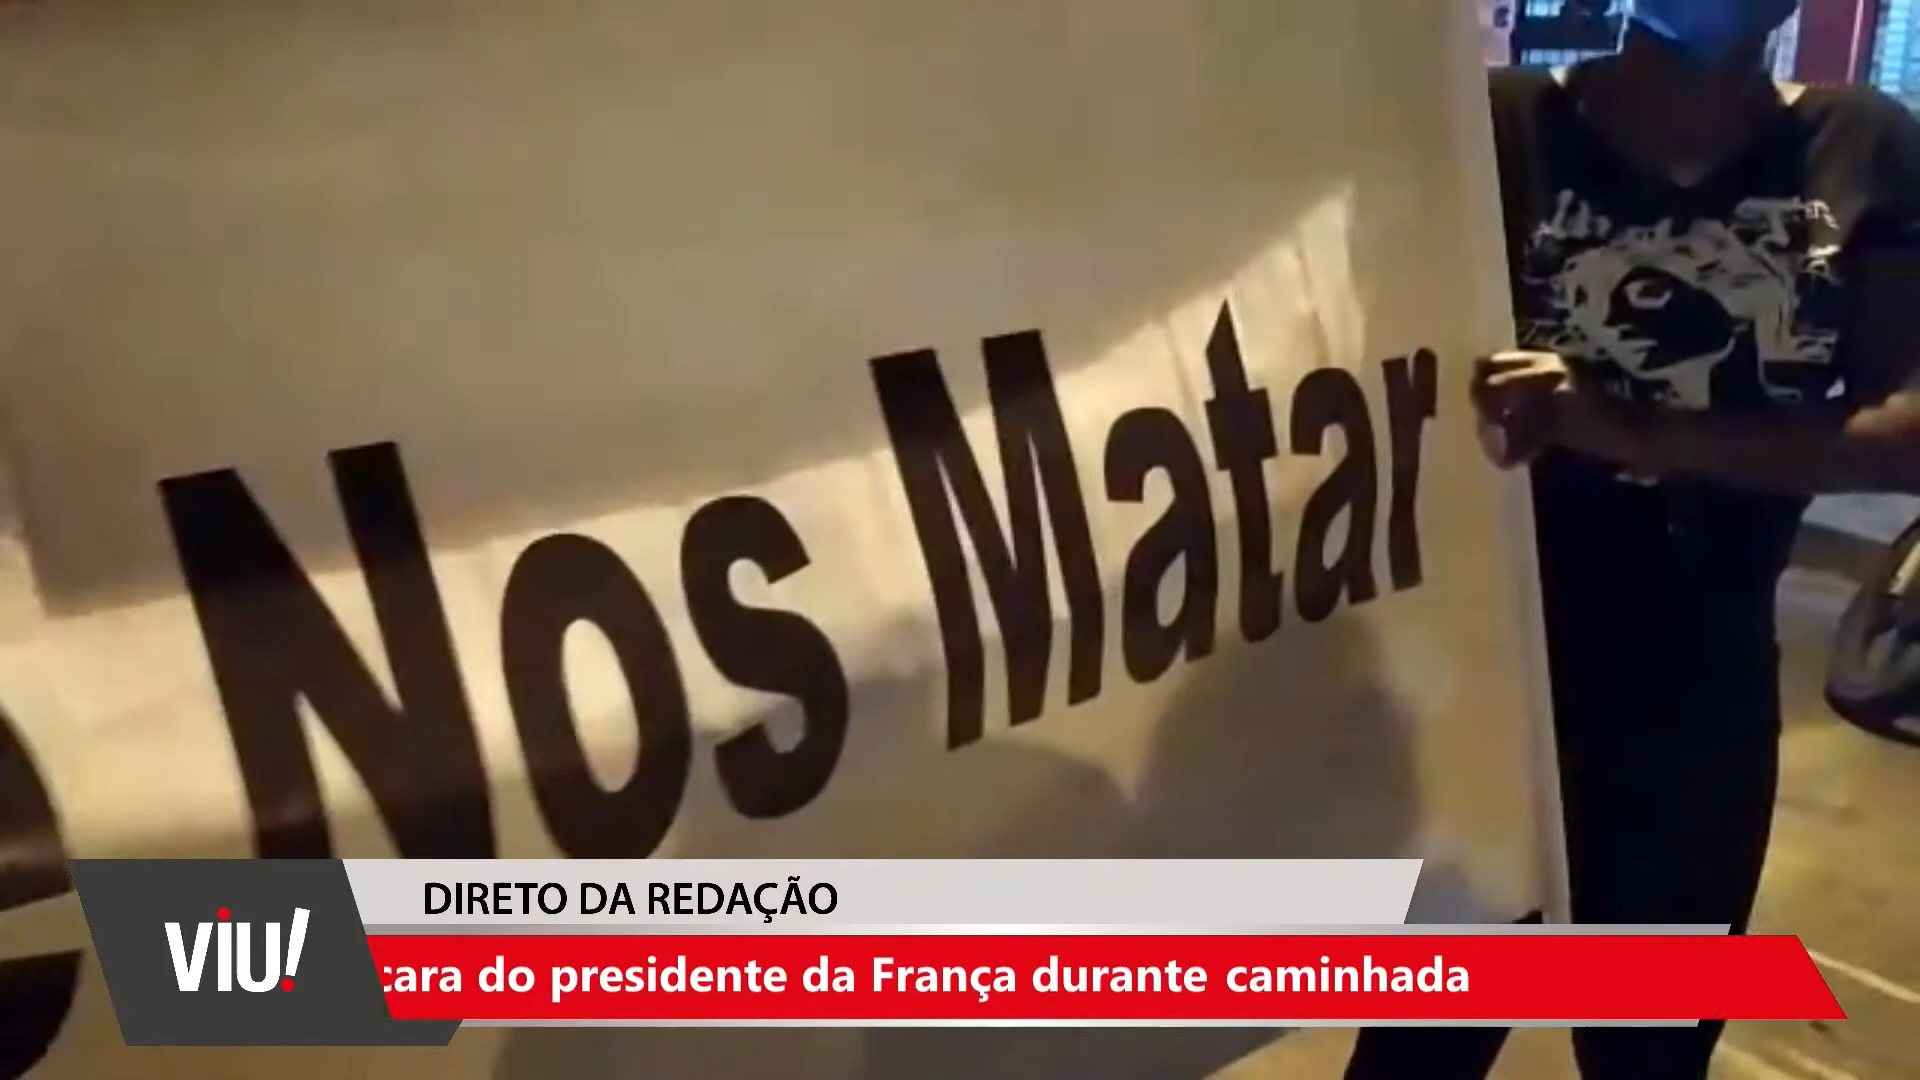 Nos Matar
DIRETO DA REDAÇÃO
VIU!
cara do presidente da França durante caminhada